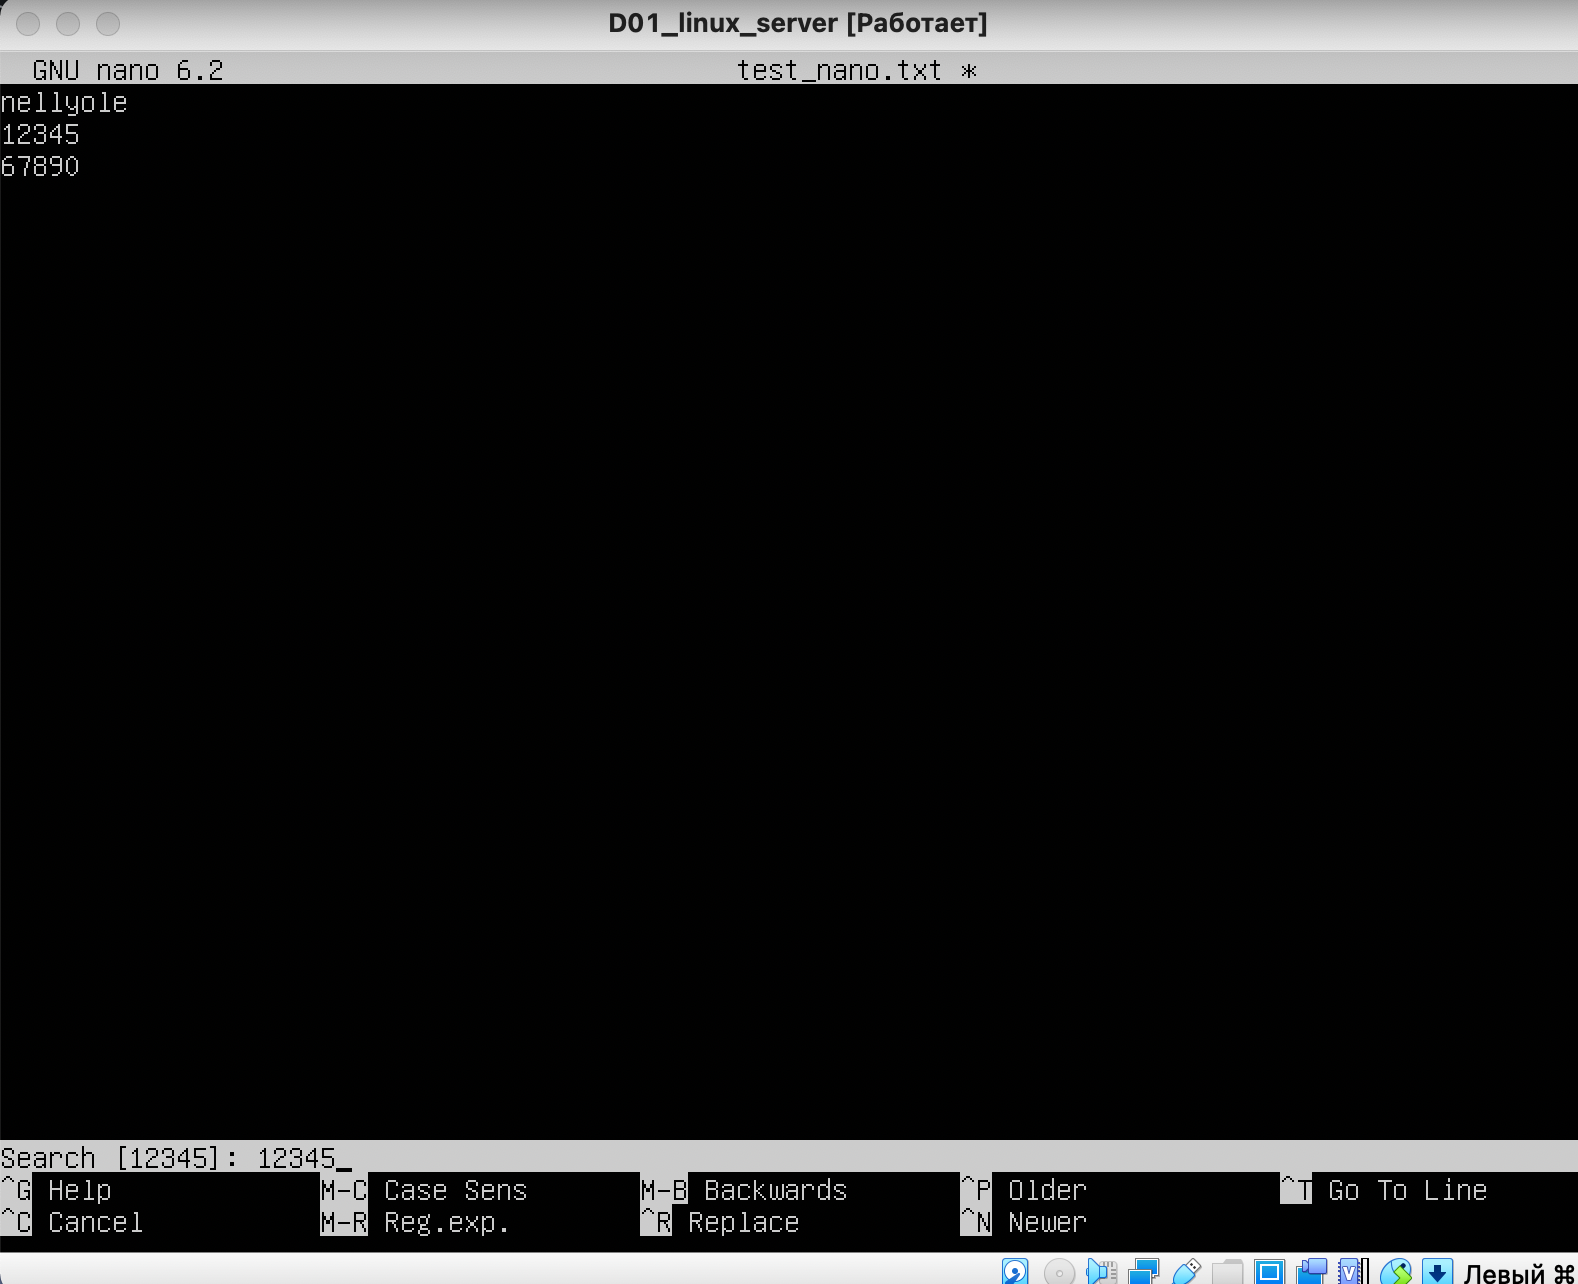 D01_linux_server [Работает]
GNU nano 6.2 test_nano.txt *
nellyole
12345
67890
Search [12345]: 12345_
^G Help M-C Case Sens M-B Backwards ^P Older ^T Go To Line
^C Cancel M-R Reg.exp. ^R Replace ^N Newer
Левый ⌘